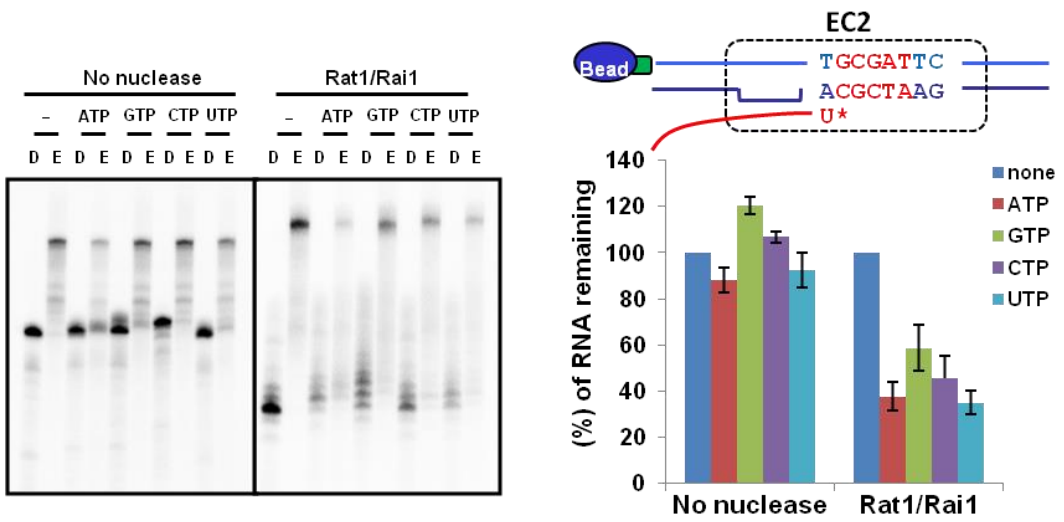 No nuclease
– ATP GTP CTP UTP
D E D E D E D E D E
Rat1/Rai1
– ATP GTP CTP UTP
D E D E D E D E D E
EC2
Bead
TGCGATTC
ACGCTAAG
U*
(%) of RNA remaining
140
120
100
80
60
40
20
0
No nuclease
Rat1/Rai1
none
ATP
GTP
CTP
UTP